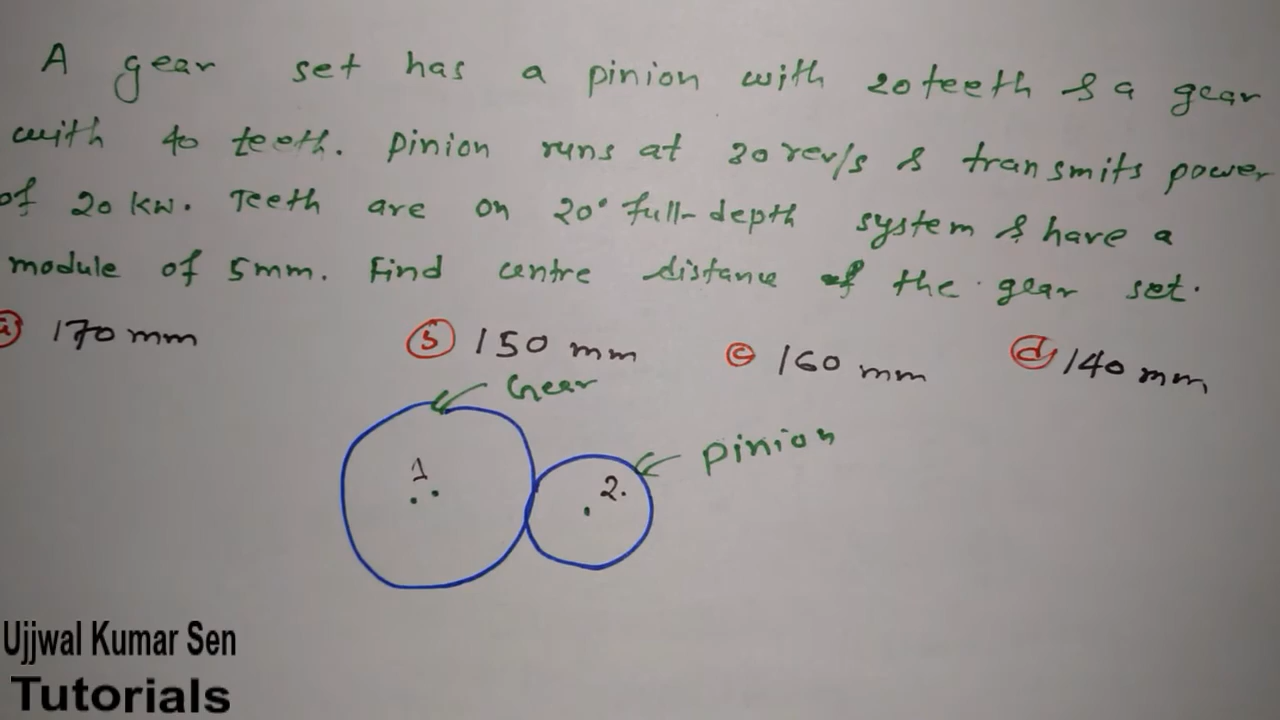 A gear set has a pinion with 20 teeth & a gear
with 40 teeth. Pinion runs at 30 rev/s & transmits power
of 20 kw. Teeth are on 20° full-depth system & have a
module of 5mm. Find centre distance of the gear set.
a 170 mm b 150 mm c 160 mm d 140 mm
Gear
Pinion
1 2.
Ujjwal Kumar Sen
Tutorials